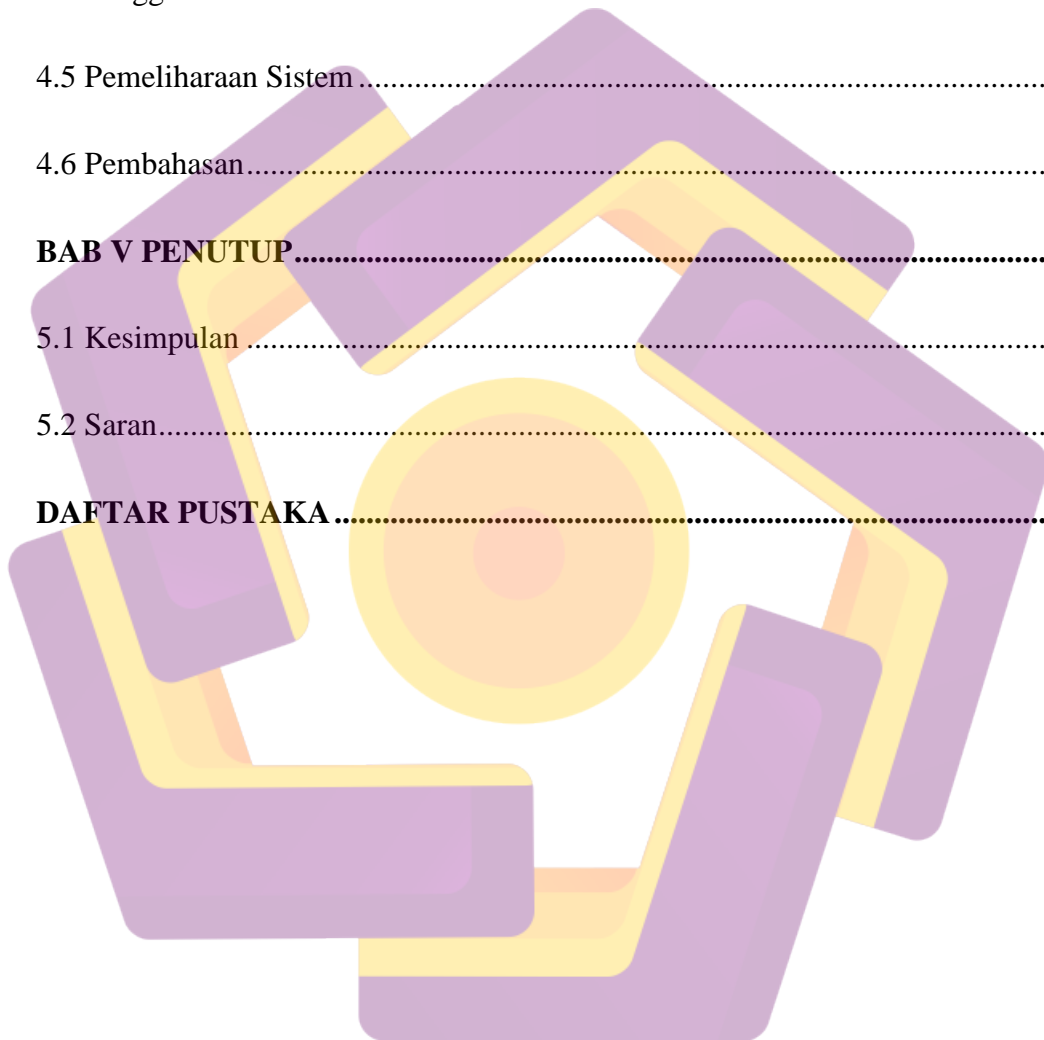 4.5 Pemeliharaan Sistem ..........................................................................................
4.6 Pembahasan..........................................................................................................
BAB V PENUTUP..............................................................................................
5.1 Kesimpulan .........................................................................................................
5.2 Saran.....................................................................................................................
DAFTAR PUSTAKA ..........................................................................................